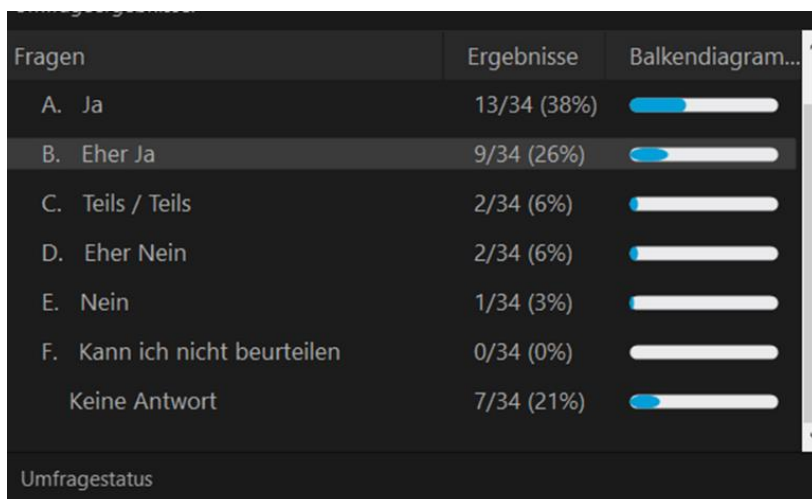 Umfrageergebnisse:
Fragen Ergebnisse Balkendiagram...
A. Ja 13/34 (38%)
B. Eher Ja 9/34 (26%)
C. Teils / Teils 2/34 (6%)
D. Eher Nein 2/34 (6%)
E. Nein 1/34 (3%)
F. Kann ich nicht beurteilen 0/34 (0%)
Keine Antwort 7/34 (21%)
Umfragestatus